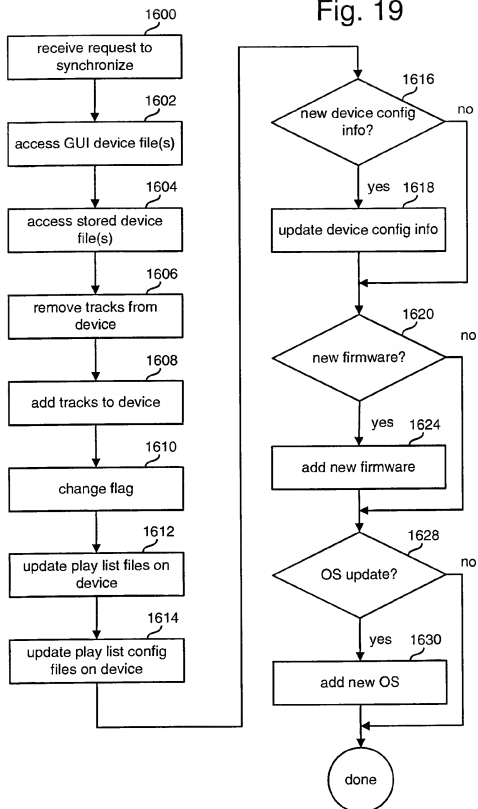 Fig. 19
1600
receive request to
synchronize
1602
access GUI device file(s)
1604
access stored device
file(s)
1606
remove tracks from
device
1608
add tracks to device
1610
change flag
1612
update play list files on
device
1614
update play list config
files on device
1616
new device config
info?
no
yes
1618
update device config info
1620
new firmware?
no
yes
1624
add new firmware
1628
OS update?
no
yes
1630
add new OS
done